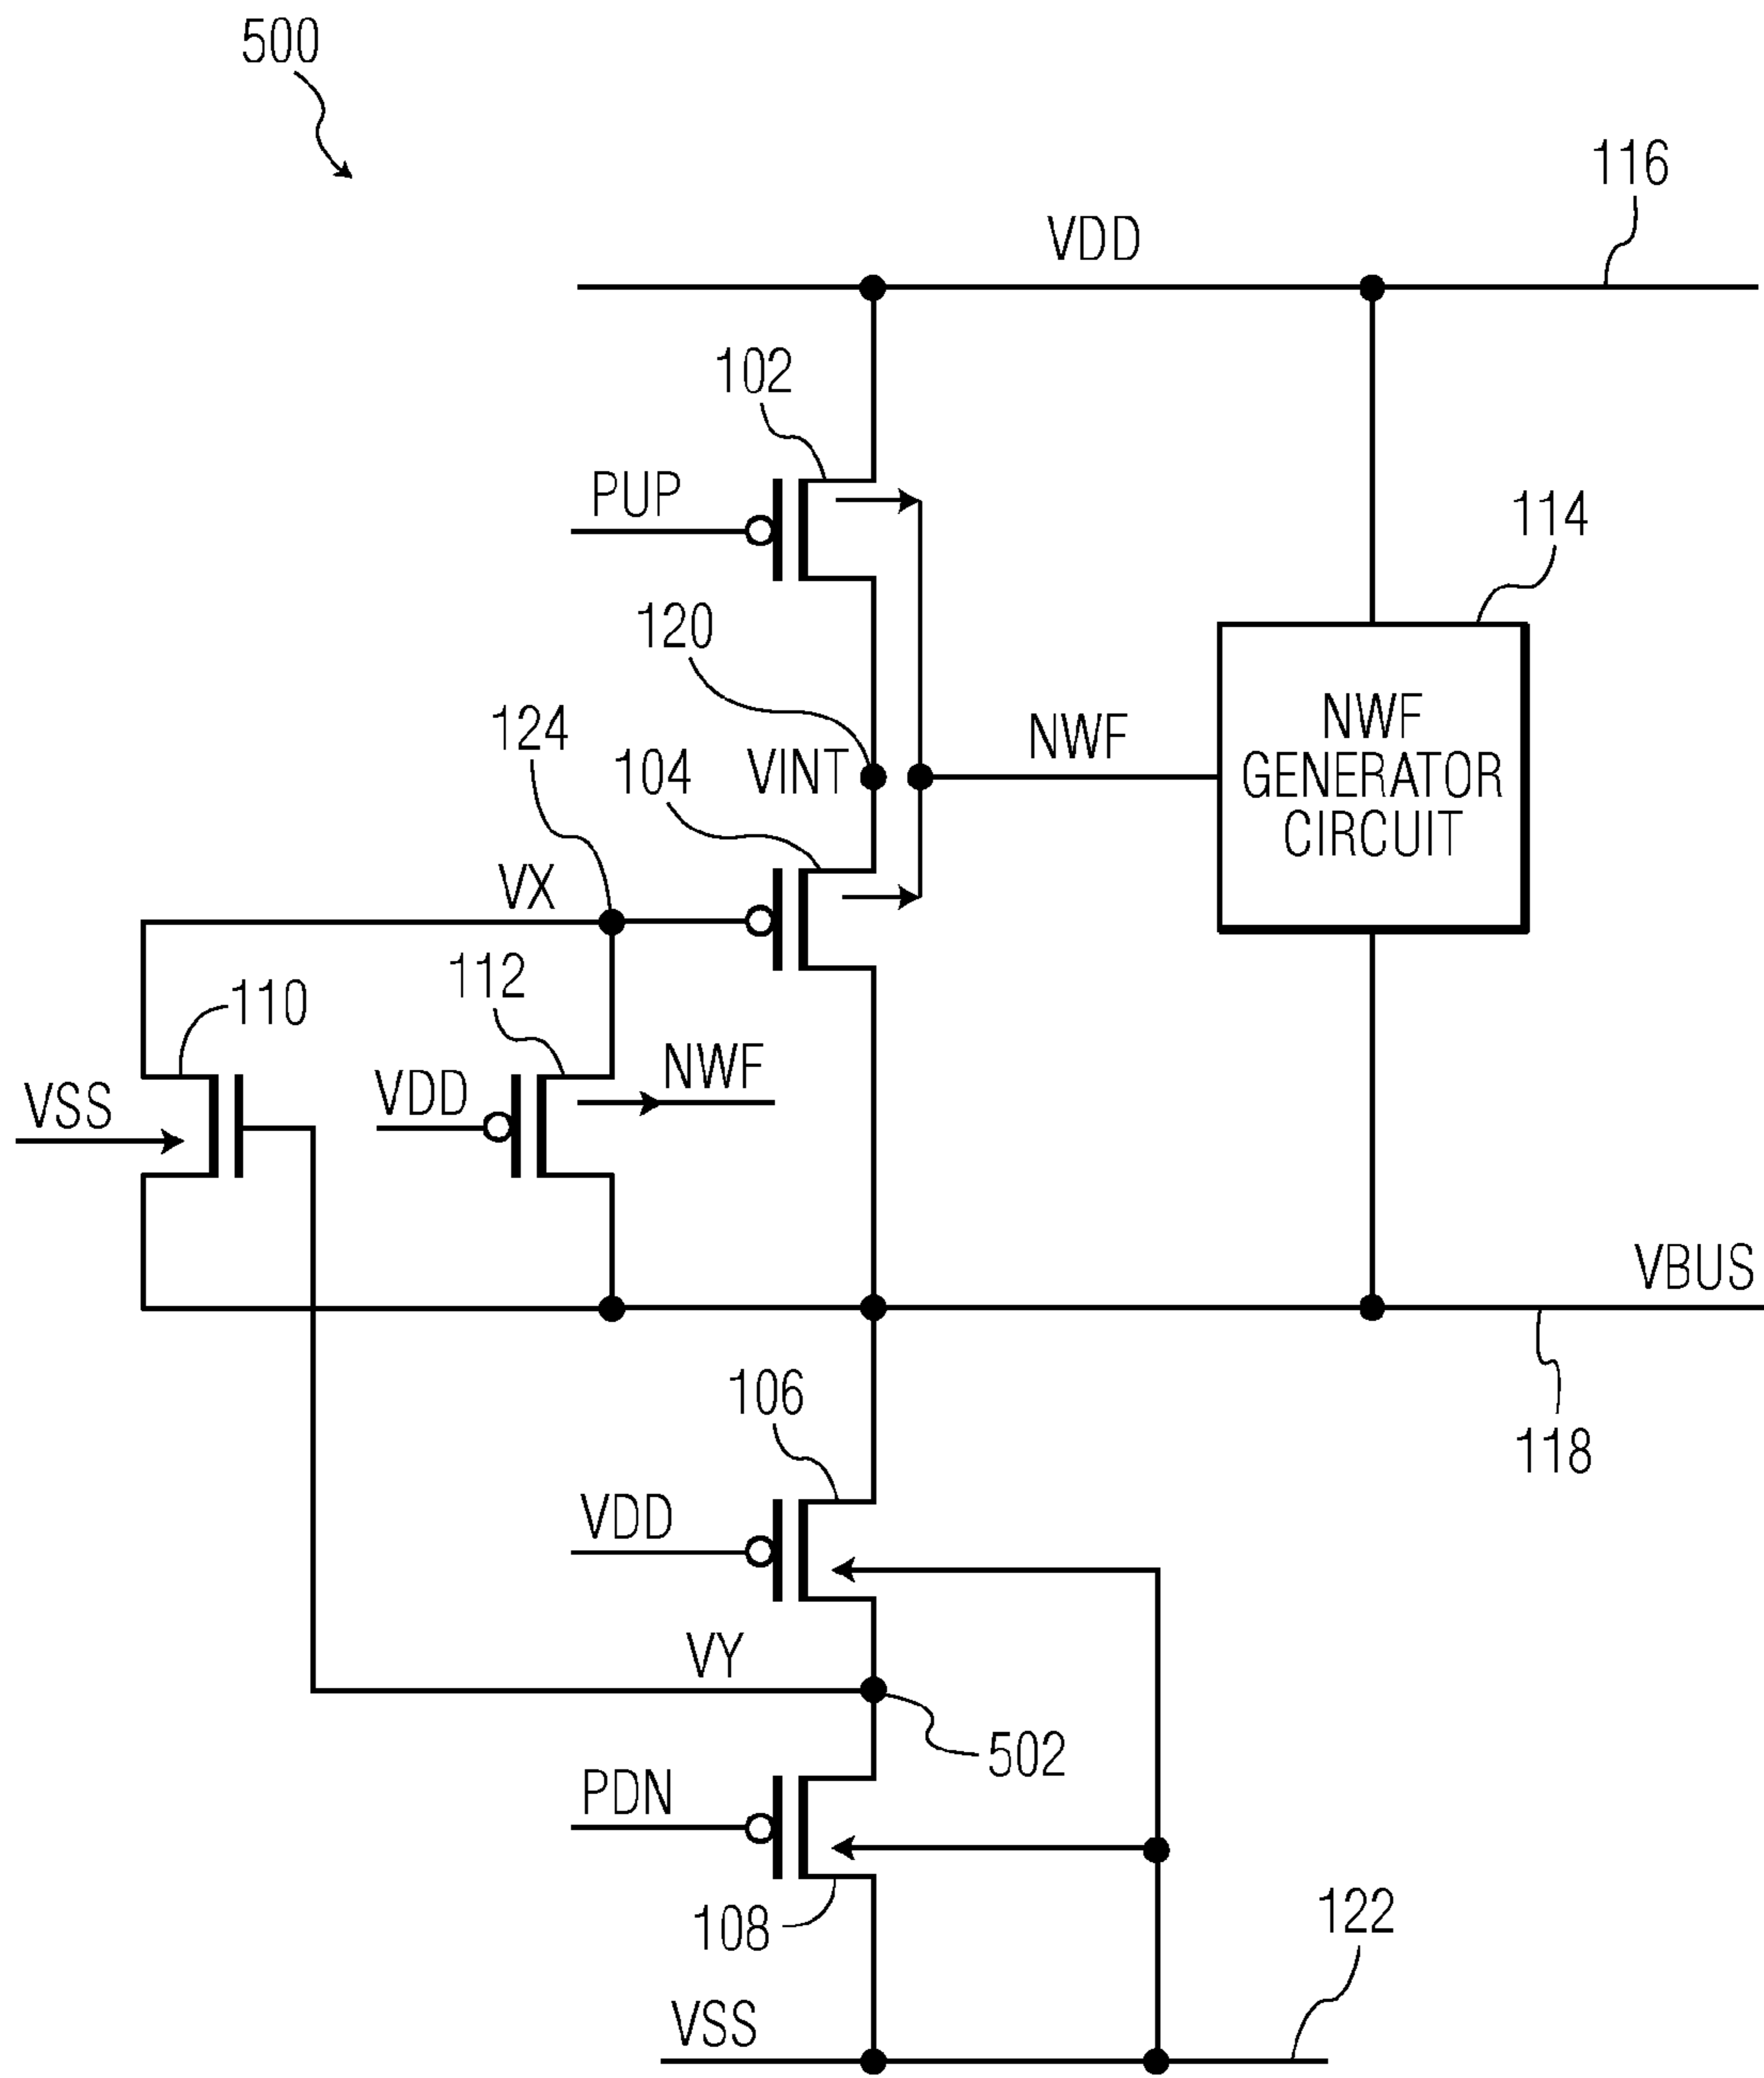 500
116
VDD
102
PUP
114
120
124
104
VINT
NWF
NWF
GENERATOR
CIRCUIT
VX
112
110
NWF
VDD
VSS
VBUS
106
118
VDD
VY
502
PDN
108
122
VSS